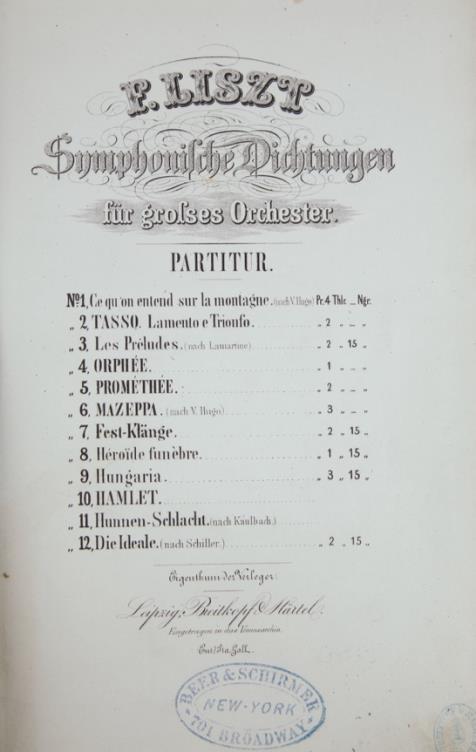 F. LISZT
Symphonische Dichtungen
für großes Orchester.
PARTITUR.
No 1, Ce qu'on entend sur la montagne. (nach V. Hugo) Pr. 4 Thlr. _ Ngr.
„ 2, TASSO. Lamento e Trionfo. „ 2 „ _ „
„ 3, Les Préludes. (nach Lamartine) „ 2 „ 15 „
„ 4, ORPHÉE. „ 1 „ _ „
„ 5, PROMÉTHÉE. „ 2 „ _ „
„ 6, MAZEPPA. (nach V. Hugo) „ 3 „ _ „
„ 7, Fest-Klänge. „ 2 „ 15 „
„ 8, Héroïde funèbre. „ 1 „ 15 „
„ 9, Hungaria. „ 3 „ 15 „
„ 10, HAMLET.
„ 11, Hunnen-Schlacht. (nach Kaulbach.)
„ 12, Die Ideale. (nach Schiller.) „ 2 „ 15 „
Eigenthum der Verleger.
Leipzig, Breitkopf & Härtel.
Eingetragen in das Vereinsarchiv.
Ent. Sta. Hall.
BEER & SCHIRMER
NEW-YORK
701 BROADWAY